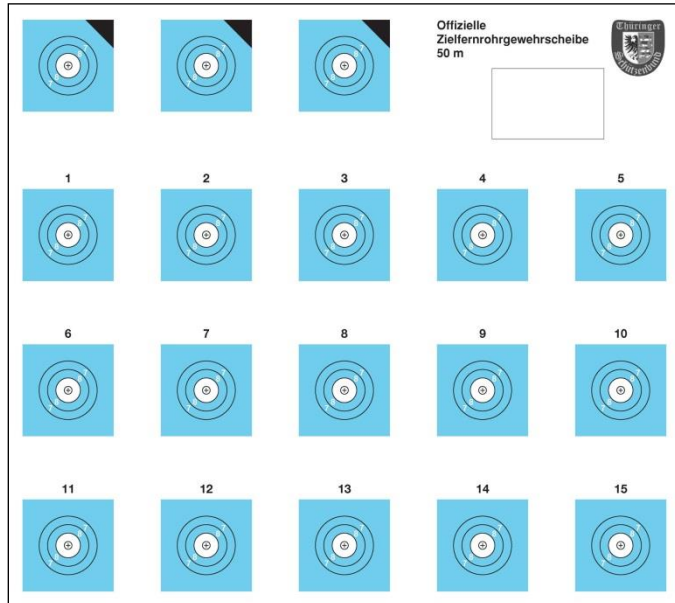 Offizielle
Zielfernrohrgewehrscheibe
50 m
Thüringer
Schützenbund
1 2 3 4 5
6 7 8 9 10
11 12 13 14 15